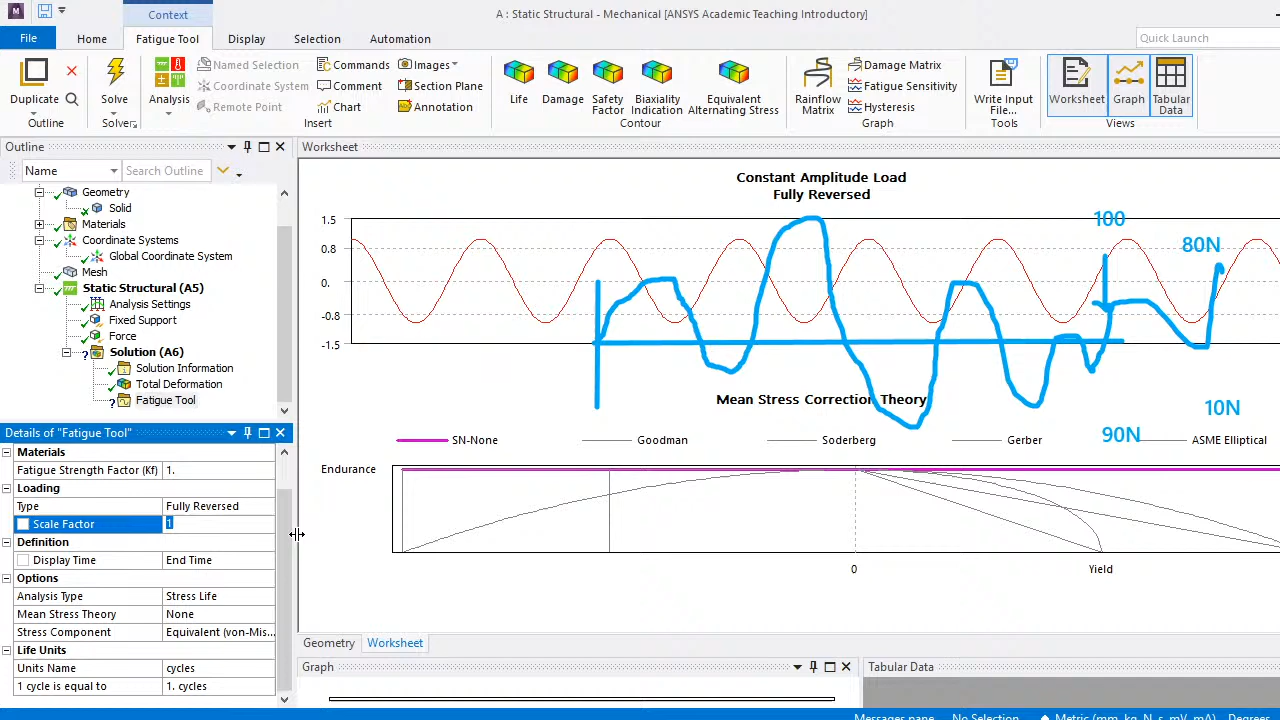 M
Context
A : Static Structural - Mechanical [ANSYS Academic Teaching Introductory]
File
Home
Fatigue Tool
Display
Selection
Automation
Quick Launch
Duplicate
Outline
Solve
Solver
Analysis
Named Selection
Coordinate System
Remote Point
Commands
Comment
Chart
Images
Section Plane
Annotation
Insert
Life
Damage
Safety
Factor
Biaxiality
Indication
Equivalent
Alternating Stress
Contour
Rainflow
Matrix
Damage Matrix
Fatigue Sensitivity
Hysteresis
Graph
Write Input
File...
Tools
Worksheet
Graph
Tabular
Data
Views
Outline
Name
Search Outline
Geometry
Solid
Materials
Coordinate Systems
Global Coordinate System
Mesh
Static Structural (A5)
Analysis Settings
Fixed Support
Force
Solution (A6)
Solution Information
Total Deformation
Fatigue Tool
Details of "Fatigue Tool"
Materials
Fatigue Strength Factor (Kf) 1.
Loading
Type Fully Reversed
Scale Factor 1
Definition
Display Time End Time
Options
Analysis Type Stress Life
Mean Stress Theory None
Stress Component Equivalent (von-Mis...
Life Units
Units Name cycles
1 cycle is equal to 1. cycles
Worksheet
Constant Amplitude Load
Fully Reversed
1.5
0.8
0.
-0.8
-1.5
100
80N
10N
90N
Mean Stress Correction Theory
SN-None
Goodman
Soderberg
Gerber
ASME Elliptical
Endurance
0
Yield
Geometry
Worksheet
Graph
Tabular Data
Messages pane
No Selection
Metric (mm, kg, N, s, mV, mA)
Degrees